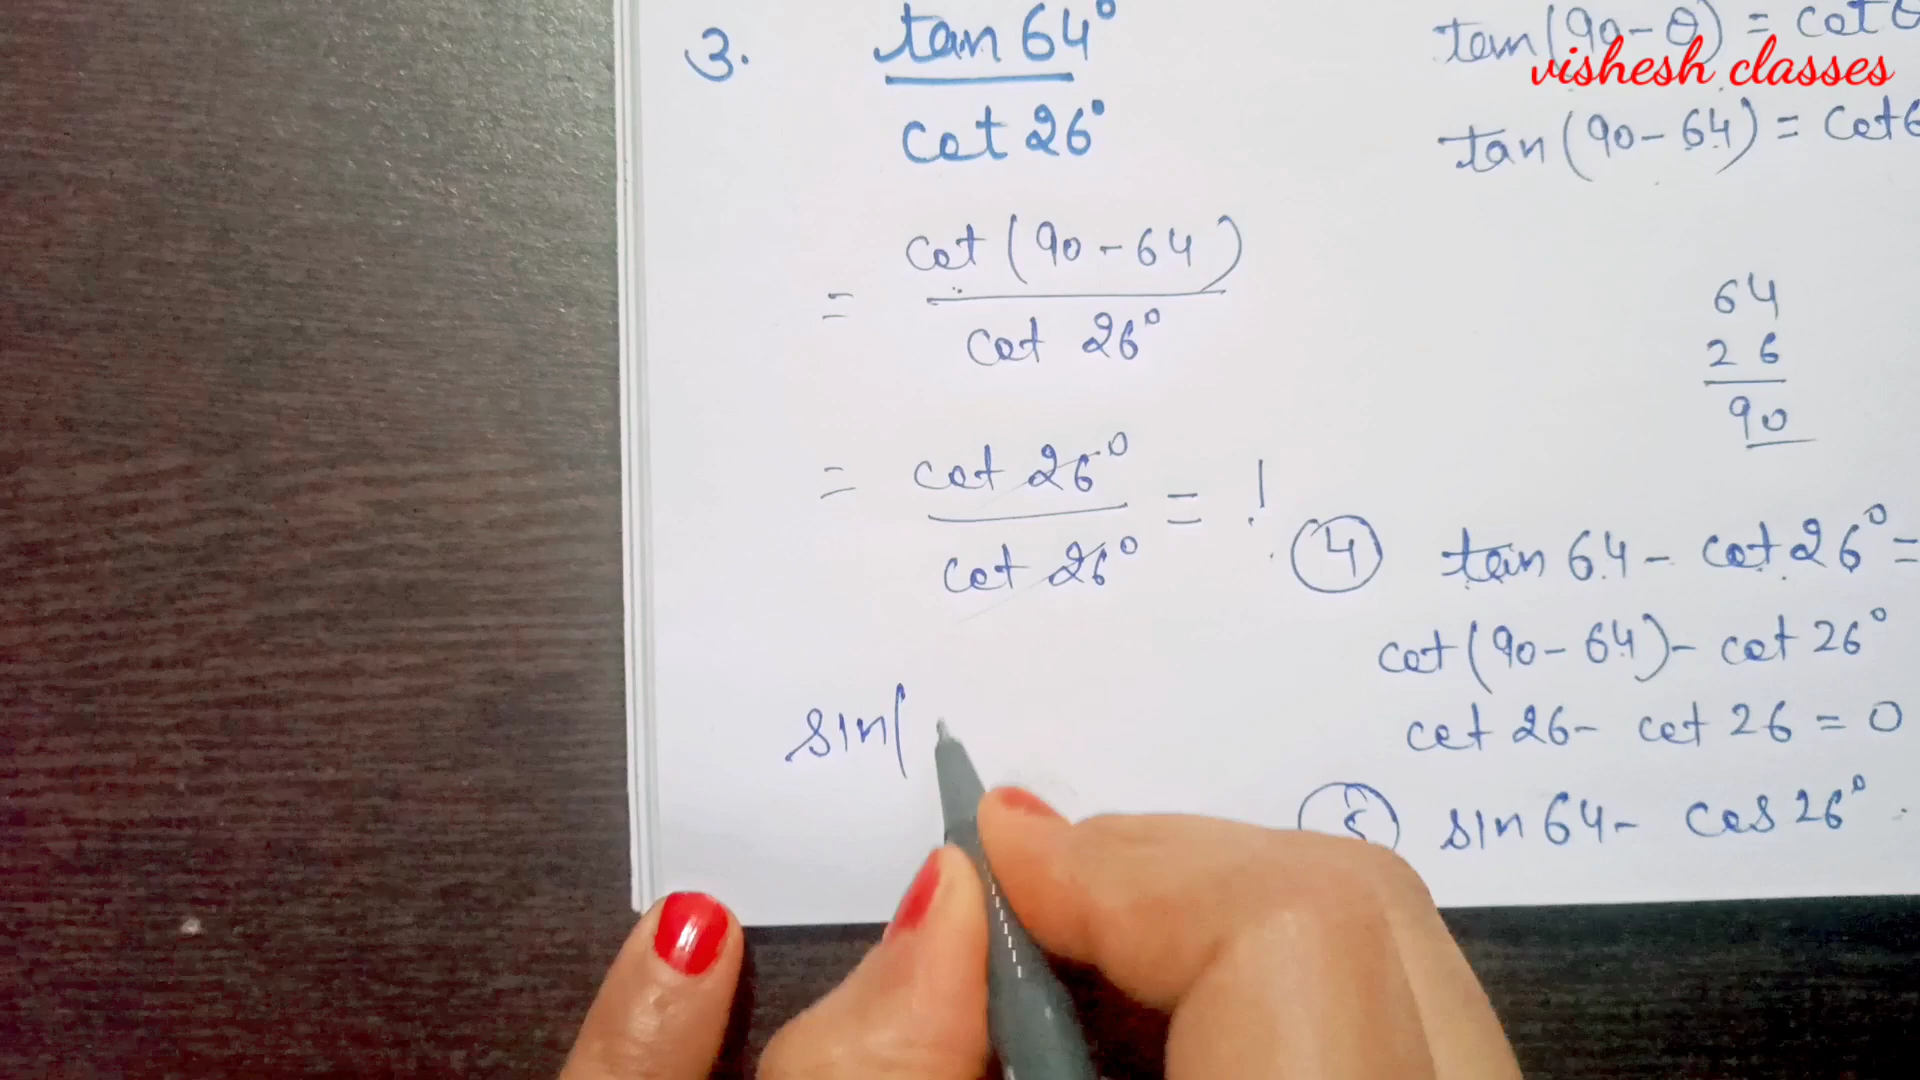 3. tan 64°
cot 26°
= cot (90 - 64)
cot 26°
= cot 26° = 1
cot 26°
sin(
tan (90 - θ) = cot θ
vishesh classes
tan (90 - 64) = cot 6
64
26
90
4 tan 64 - cot 26° =
cot (90 - 64) - cot 26°
cot 26 - cot 26 = 0
5 sin 64 - cos 26°